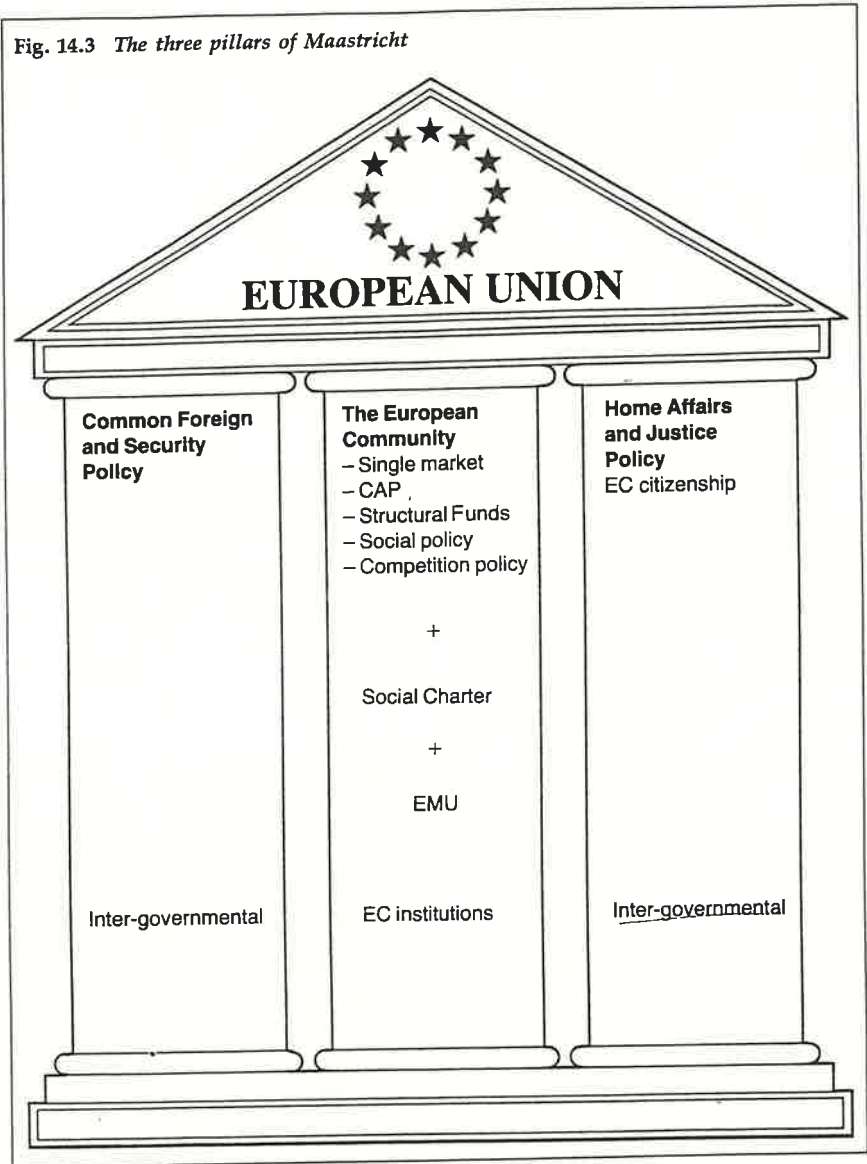 Fig. 14.3 The three pillars of Maastricht
EUROPEAN UNION
Common Foreign
and Security
Policy
Inter-governmental
The European
Community
– Single market
– CAP
– Structural Funds
– Social policy
– Competition policy
+
Social Charter
+
EMU
EC institutions
Home Affairs
and Justice
Policy
EC citizenship
Inter-governmental